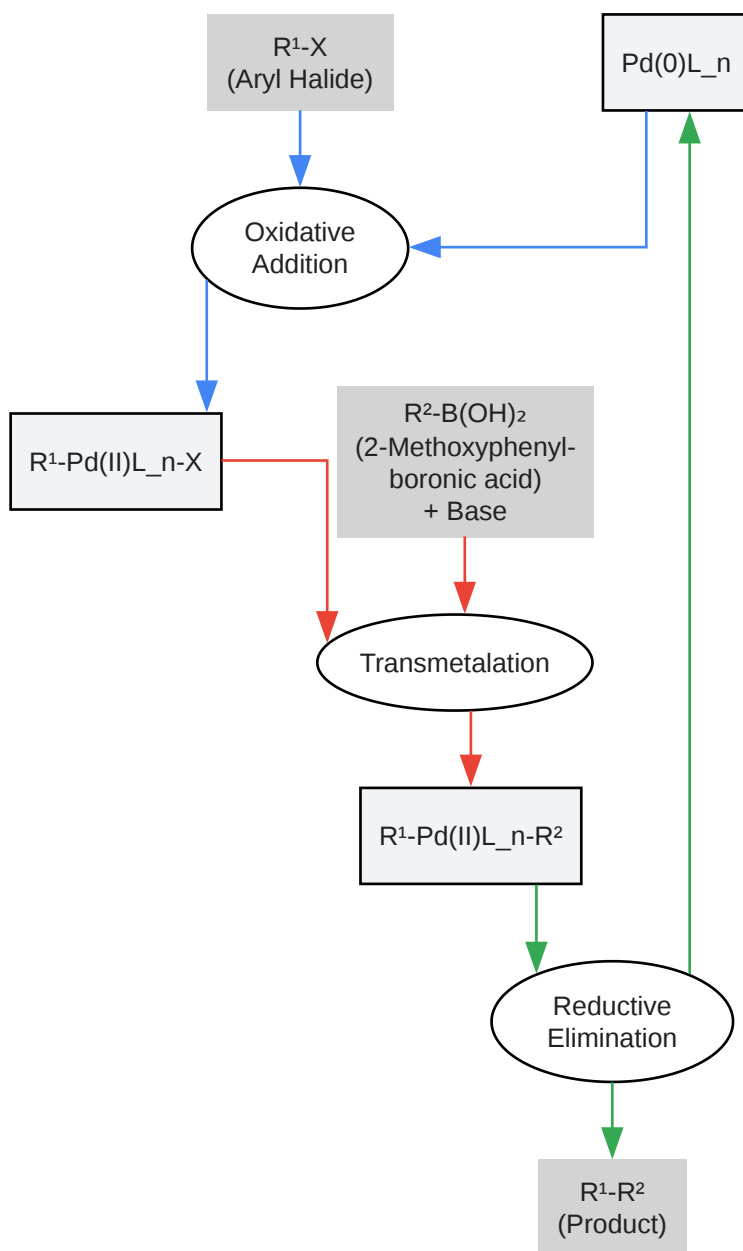 R¹-X
(Aryl Halide)
Pd(0)L_n
Oxidative
Addition
R¹-Pd(II)L_n-X
R²-B(OH)₂
(2-Methoxyphenyl-
boronic acid)
+ Base
Transmetalation
R¹-Pd(II)L_n-R²
Reductive
Elimination
R¹-R²
(Product)